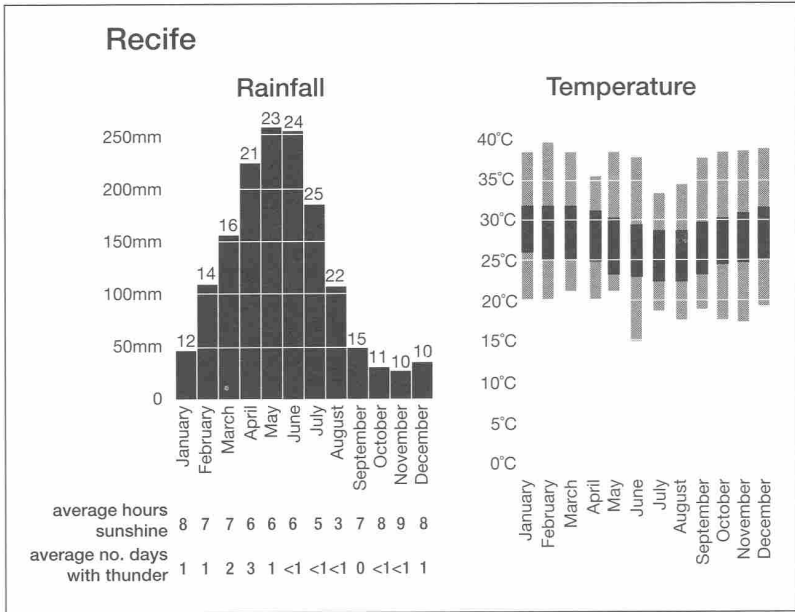 Recife
Rainfall
250mm
200mm
150mm
100mm
50mm
0
12 14 16 21 23 24 25 22 15 11 10 10
January February March April May June July August September October November December
average hours
sunshine 8 7 7 6 6 6 5 3 7 8 9 8
average no. days
with thunder 1 1 2 3 1 <1 <1 <1 0 <1 <1 1
Temperature
40°C
35°C
30°C
25°C
20°C
15°C
10°C
5°C
0°C
January February March April May June July August September October November December